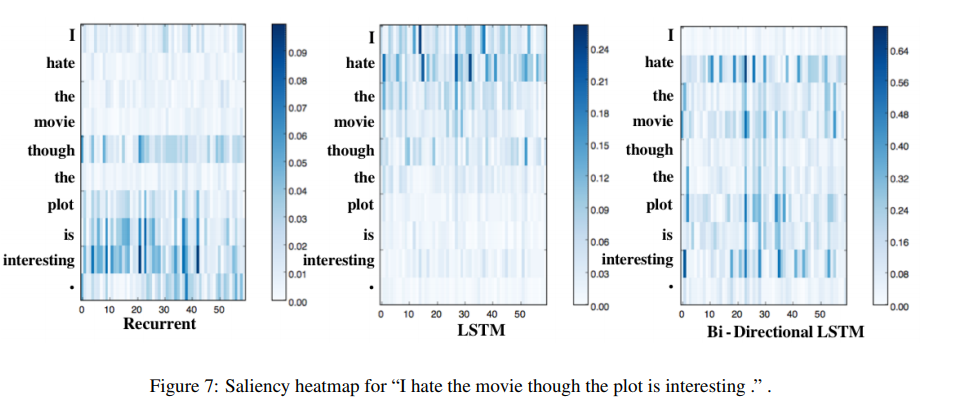 I
hate
the
movie
though
the
plot
is
interesting
.
0.09
0.08
0.07
0.06
0.05
0.04
0.03
0.02
0.01
0.00
0 10 20 30 40 50
Recurrent
I
hate
the
movie
though
the
plot
is
interesting
.
0.24
0.21
0.18
0.15
0.12
0.09
0.06
0.03
0.00
0 10 20 30 40 50
LSTM
I
hate
the
movie
though
the
plot
is
interesting
.
0.64
0.56
0.48
0.40
0.32
0.24
0.16
0.08
0.00
0 10 20 30 40 50
Bi - Directional LSTM
Figure 7: Saliency heatmap for “I hate the movie though the plot is interesting .” .